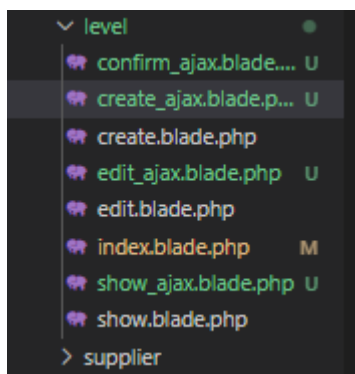 level
confirm_ajax.blade.... U
create_ajax.blade.p... U
create.blade.php
edit_ajax.blade.php U
edit.blade.php
index.blade.php M
show_ajax.blade.php U
show.blade.php
supplier